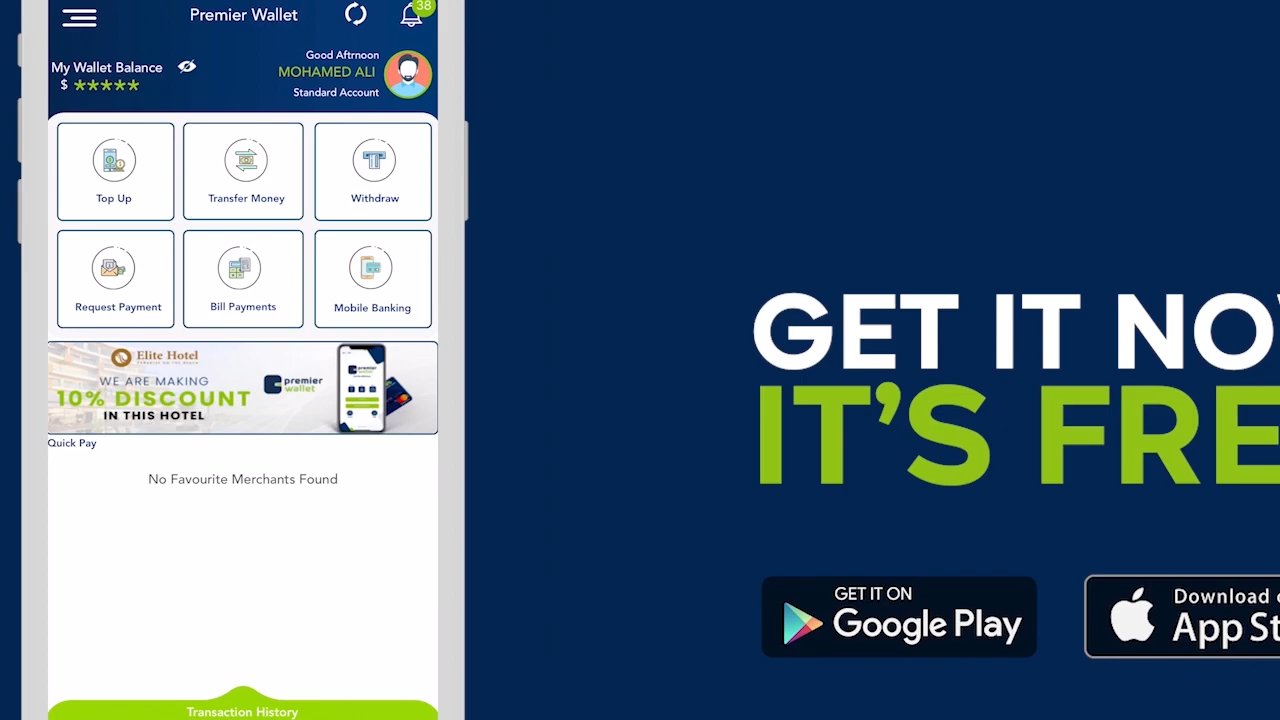 Premier Wallet
38
Good Aftrnoon
My Wallet Balance
MOHAMED ALI
$ *****
Standard Account
Top Up
Transfer Money
Withdraw
Request Payment
Bill Payments
Mobile Banking
Elite Hotel
WE ARE MAKING
10% DISCOUNT
IN THIS HOTEL
premier
wallet
Quick Pay
No Favourite Merchants Found
Transaction History
GET IT NO
IT'S FRE
GET IT ON
Google Play
Download
App St